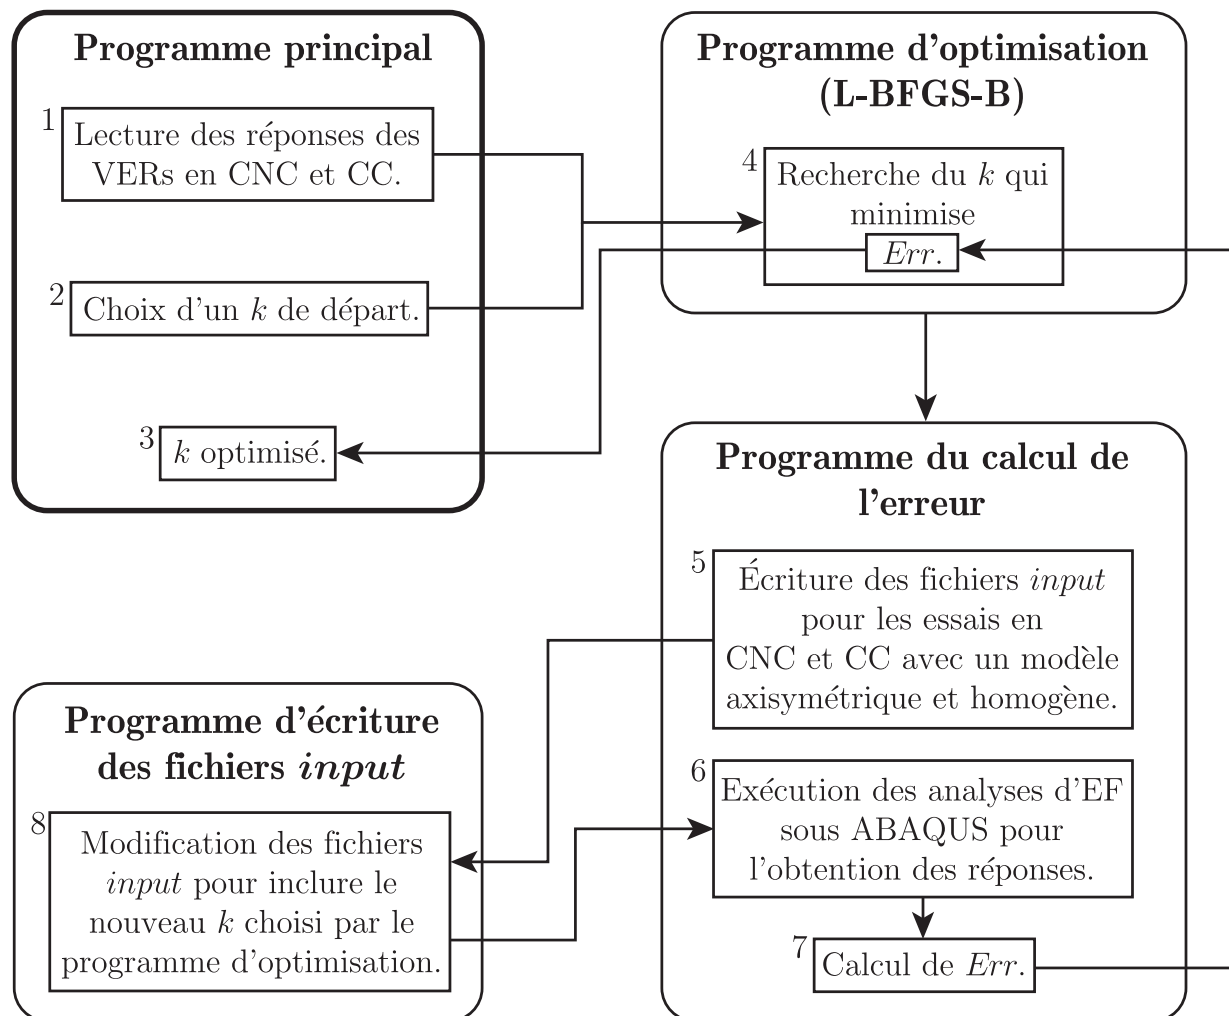 Programme principal
1
Lecture des réponses des
VERs en CNC et CC.
2
Choix d'un k de départ.
3
k optimisé.
Programme d'optimisation
(L-BFGS-B)
4
Recherche du k qui
minimise
Err.
Programme du calcul de
l'erreur
5
Écriture des fichiers input
pour les essais en
CNC et CC avec un modèle
axisymétrique et homogène.
6
Exécution des analyses d'EF
sous ABAQUS pour
l'obtention des réponses.
7
Calcul de Err.
Programme d'écriture
des fichiers input
8
Modification des fichiers
input pour inclure le
nouveau k choisi par le
programme d'optimisation.